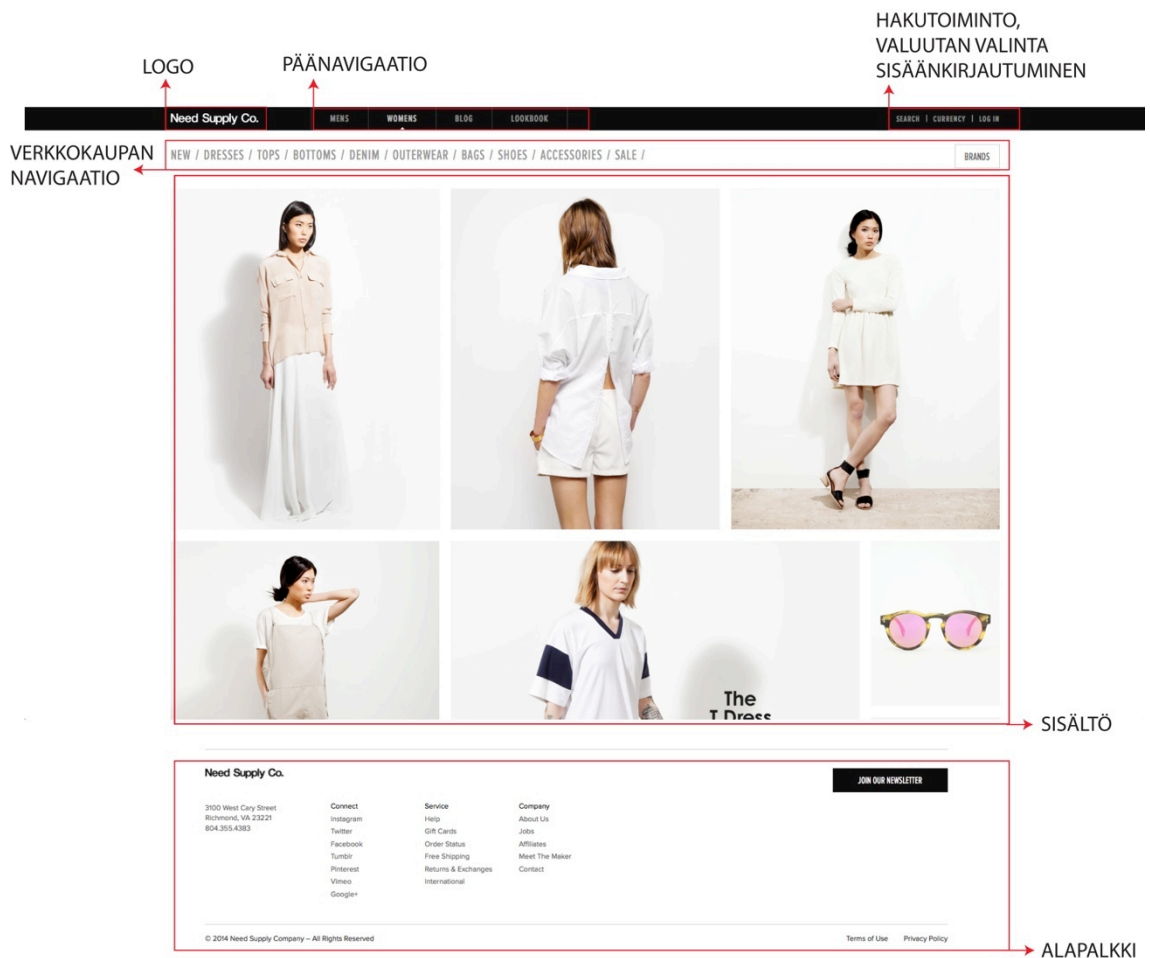 HAKUTOIMINTO,
VALUUTAN VALINTA
SISÄÄNKIRJAUTUMINEN
LOGO
PÄÄNAVIGAATIO
Need Supply Co.
MENS
WOMENS
BLOG
LOOKBOOK
SEARCH | CURRENCY | LOG IN
VERKKOKAUPAN
NAVIGAATIO
NEW / DRESSES / TOPS / BOTTOMS / DENIM / OUTERWEAR / BAGS / SHOES / ACCESSORIES / SALE /
BRANDS
The
T Dress
SISÄLTÖ
Need Supply Co.
JOIN OUR NEWSLETTER
3100 West Cary Street
Richmond, VA 23221
804.355.4383
Connect
Instagram
Twitter
Facebook
Tumblr
Pinterest
Vimeo
Google+
Service
Help
Gift Cards
Order Status
Free Shipping
Returns & Exchanges
International
Company
About Us
Jobs
Affiliates
Meet The Maker
Contact
© 2014 Need Supply Company – All Rights Reserved
Terms of Use
Privacy Policy
ALAPALKKI